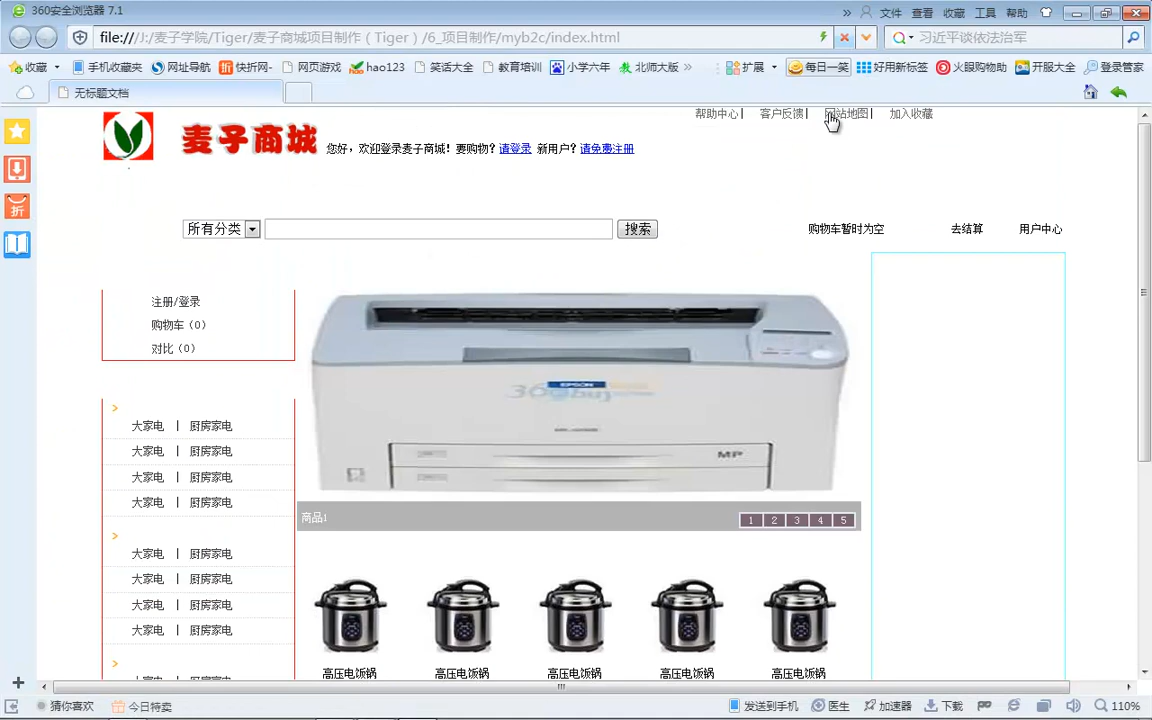 360安全浏览器 7.1
» 文件 查看 收藏 工具 帮助
file:///J:/麦子学院/Tiger/麦子商城项目制作（Tiger）/6_项目制作/myb2c/index.html
习近平谈依法治军
收藏 手机收藏夹 网址导航 折 快折网- 网页游戏 hao123 笑话大全 教育培训 小学六年 北师大版 » 扩展 每日一笑 好用新标签 火眼购物助 开服大全 登录管家
无标题文档
帮助中心| 客户反馈| 网站地图| 加入收藏
麦子商城 您好，欢迎登录麦子商城！要购物？请登录 新用户？请免费注册
所有分类 搜索 购物车暂时为空 去结算 用户中心
折
注册/登录
购物车（0）
对比（0）
EPSON
MP
>
大家电 | 厨房家电
大家电 | 厨房家电
大家电 | 厨房家电
大家电 | 厨房家电
商品1 1 2 3 4 5
>
大家电 | 厨房家电
大家电 | 厨房家电
大家电 | 厨房家电
大家电 | 厨房家电
>
大家电 | 厨房家电
高压电饭锅 高压电饭锅 高压电饭锅 高压电饭锅 高压电饭锅
猜你喜欢 今日特卖 发送到手机 医生 加速器 下载 110%